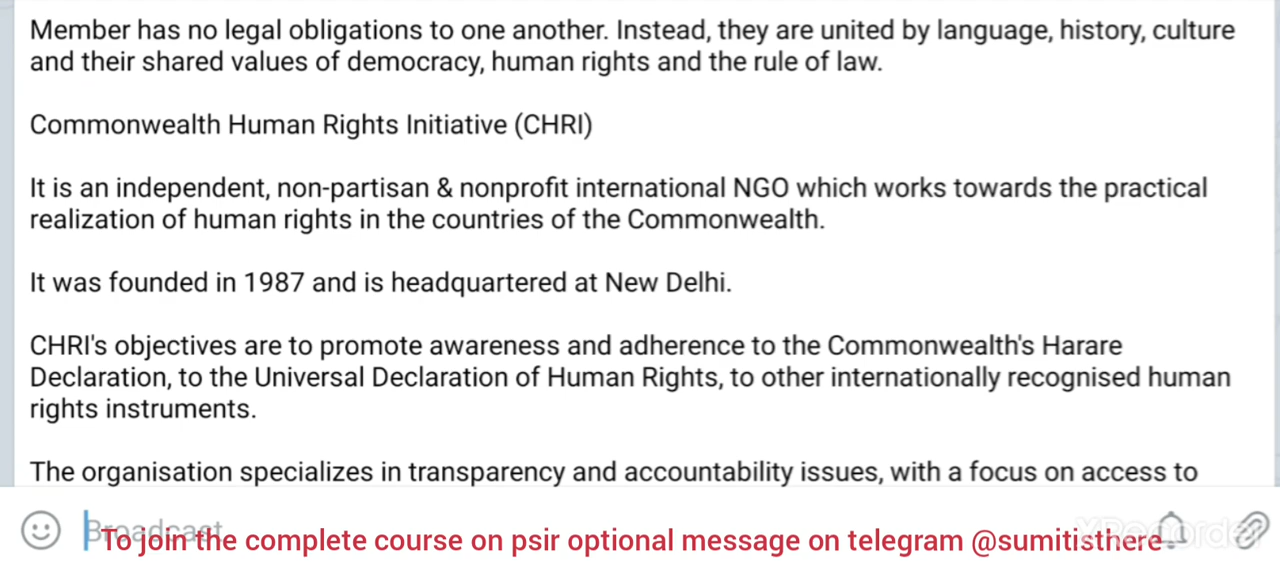 Member has no legal obligations to one another. Instead, they are united by language, history, culture
and their shared values of democracy, human rights and the rule of law.
Commonwealth Human Rights Initiative (CHRI)
It is an independent, non-partisan & nonprofit international NGO which works towards the practical
realization of human rights in the countries of the Commonwealth.
It was founded in 1987 and is headquartered at New Delhi.
CHRI's objectives are to promote awareness and adherence to the Commonwealth's Harare
Declaration, to the Universal Declaration of Human Rights, to other internationally recognised human
rights instruments.
The organisation specializes in transparency and accountability issues, with a focus on access to
Broadcast
To join the complete course on psir optional message on telegram @sumitisthere
XRecorder